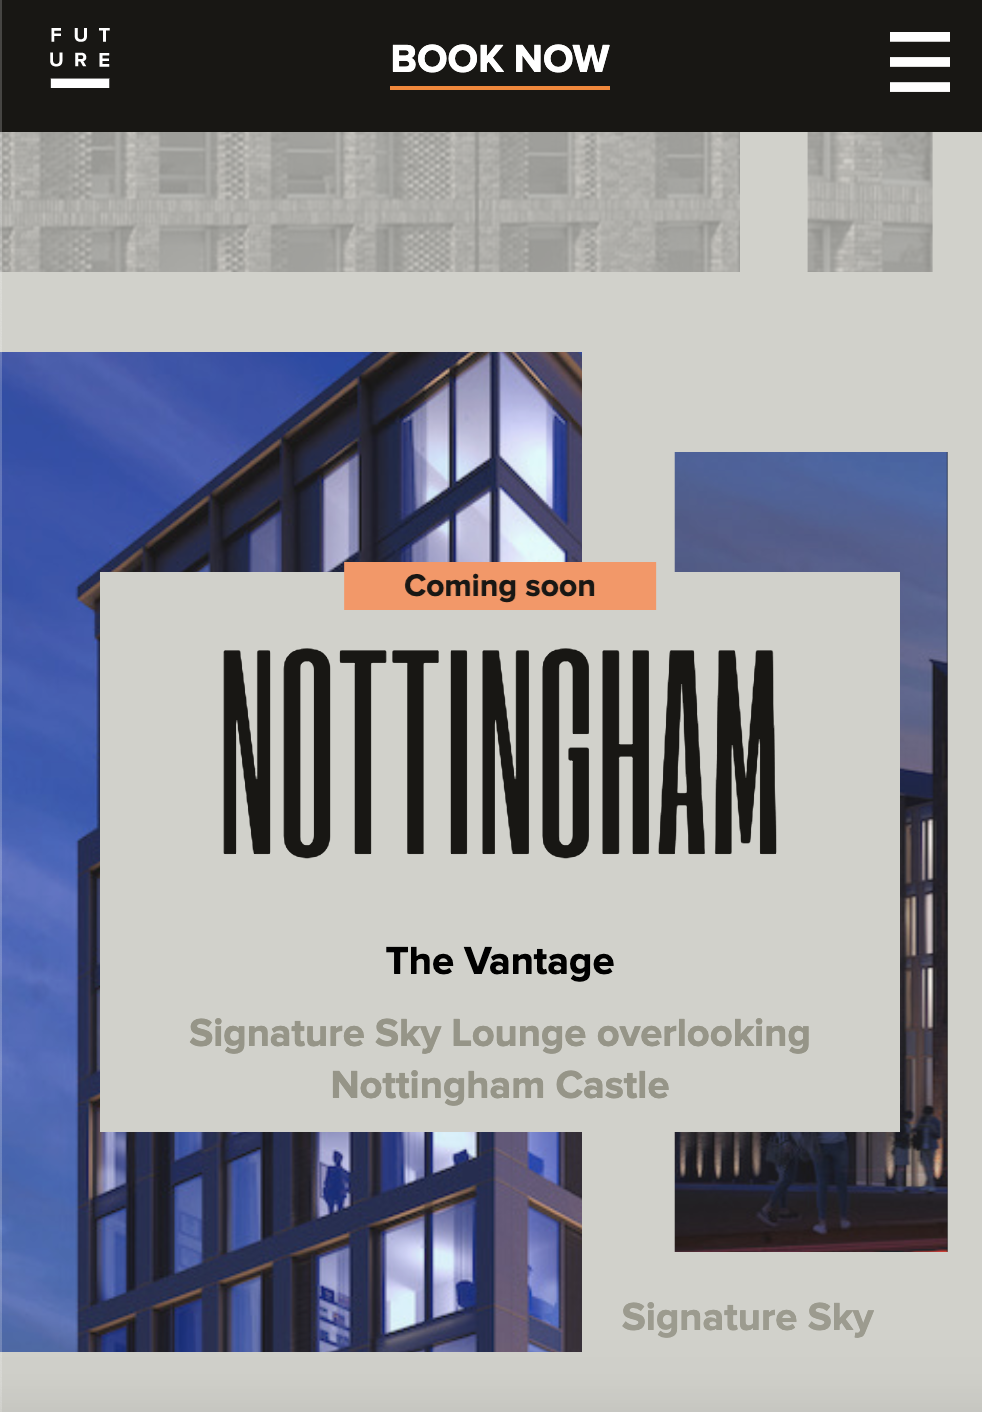 FUT
URE
BOOK NOW
Coming soon
NOTTINGHAM
The Vantage
Signature Sky Lounge overlooking
Nottingham Castle
Signature Sky